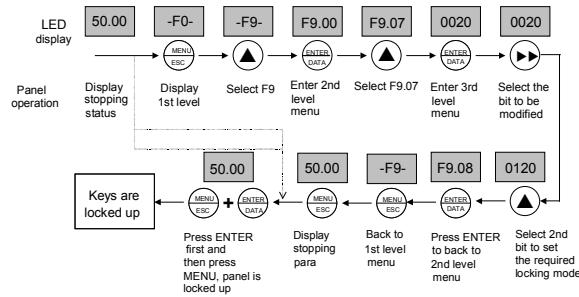 LED
display
50.00
-F0-
-F9-
F9.00
F9.07
0020
0020
MENU
ESC
ENTER
DATA
ENTER
DATA
Panel
operation
Display
stopping
status
Display
1st level
Select F9
Enter 2nd
level
menu
Select F9.07
Enter 3rd
level
menu
Select the
bit to be
modified
50.00
50.00
-F9-
F9.08
0120
Keys are
locked up
MENU
ESC
+
ENTER
DATA
MENU
ESC
MENU
ESC
ENTER
DATA
Press ENTER
first and
then press
MENU, panel is
locked up
Display
stopping
para
Back to
1st level
menu
Press ENTER
to back to
2nd level
menu
Select 2nd
bit to set
the required
locking mode